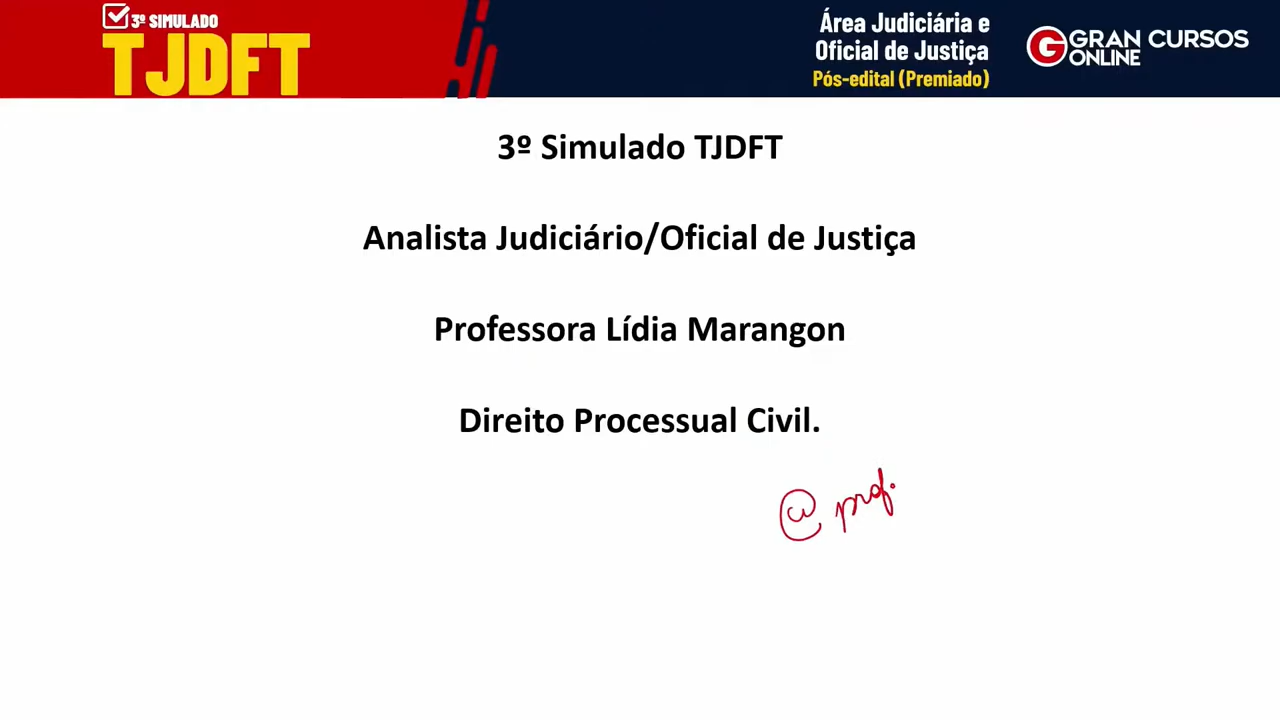 3º SIMULADO
TJDFT
Área Judiciária e
Oficial de Justiça
Pós-edital (Premiado)
GRAN CURSOS
ONLINE
3º Simulado TJDFT
Analista Judiciário/Oficial de Justiça
Professora Lídia Marangon
Direito Processual Civil.
@ prof.